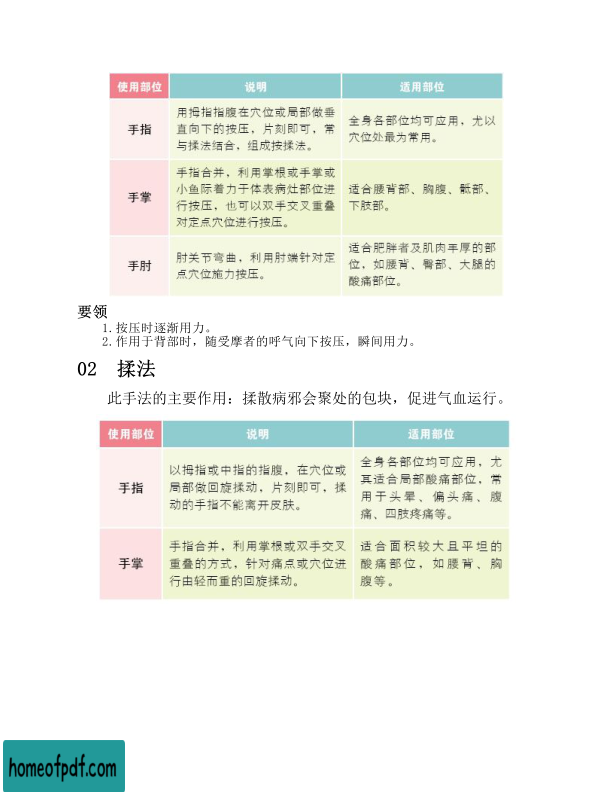 使用部位 说明 适用部位
手指
用拇指指腹在穴位或局部做垂
直向下的按压，片刻即可，常
与揉法结合，组成按揉法。
全身各部位均可应用，尤以
穴位处最为常用。
手掌
手指合并，利用掌根或手掌或
小鱼际着力于体表病灶部位进
行按压，也可以双手交叉重叠
对定点穴位进行按压。
适合腰背部、胸腹、骶部、
下肢部。
手肘
肘关节弯曲，利用肘端针对定
点穴位施力按压。
适合肥胖者及肌肉丰厚的部
位，如腰背、臀部、大腿的
酸痛部位。
要领
1.按压时逐渐用力。
2.作用于背部时，随受摩者的呼气向下按压，瞬间用力。
02 揉法
此手法的主要作用：揉散病邪会聚处的包块，促进气血运行。
使用部位 说明 适用部位
手指
以拇指或中指的指腹，在穴位或
局部做回旋揉动，片刻即可，揉
动的手指不能离开皮肤。
全身各部位均可应用，尤
其适合局部酸痛部位，常
用于头晕、偏头痛、腹
痛、四肢疼痛等。
手掌
手指合并，利用掌根或双手交叉
重叠的方式，针对痛点或穴位进
行由轻而重的回旋揉动。
适合面积较大且平坦的
酸痛部位，如腰背、胸
腹等。
homeofpdf.com